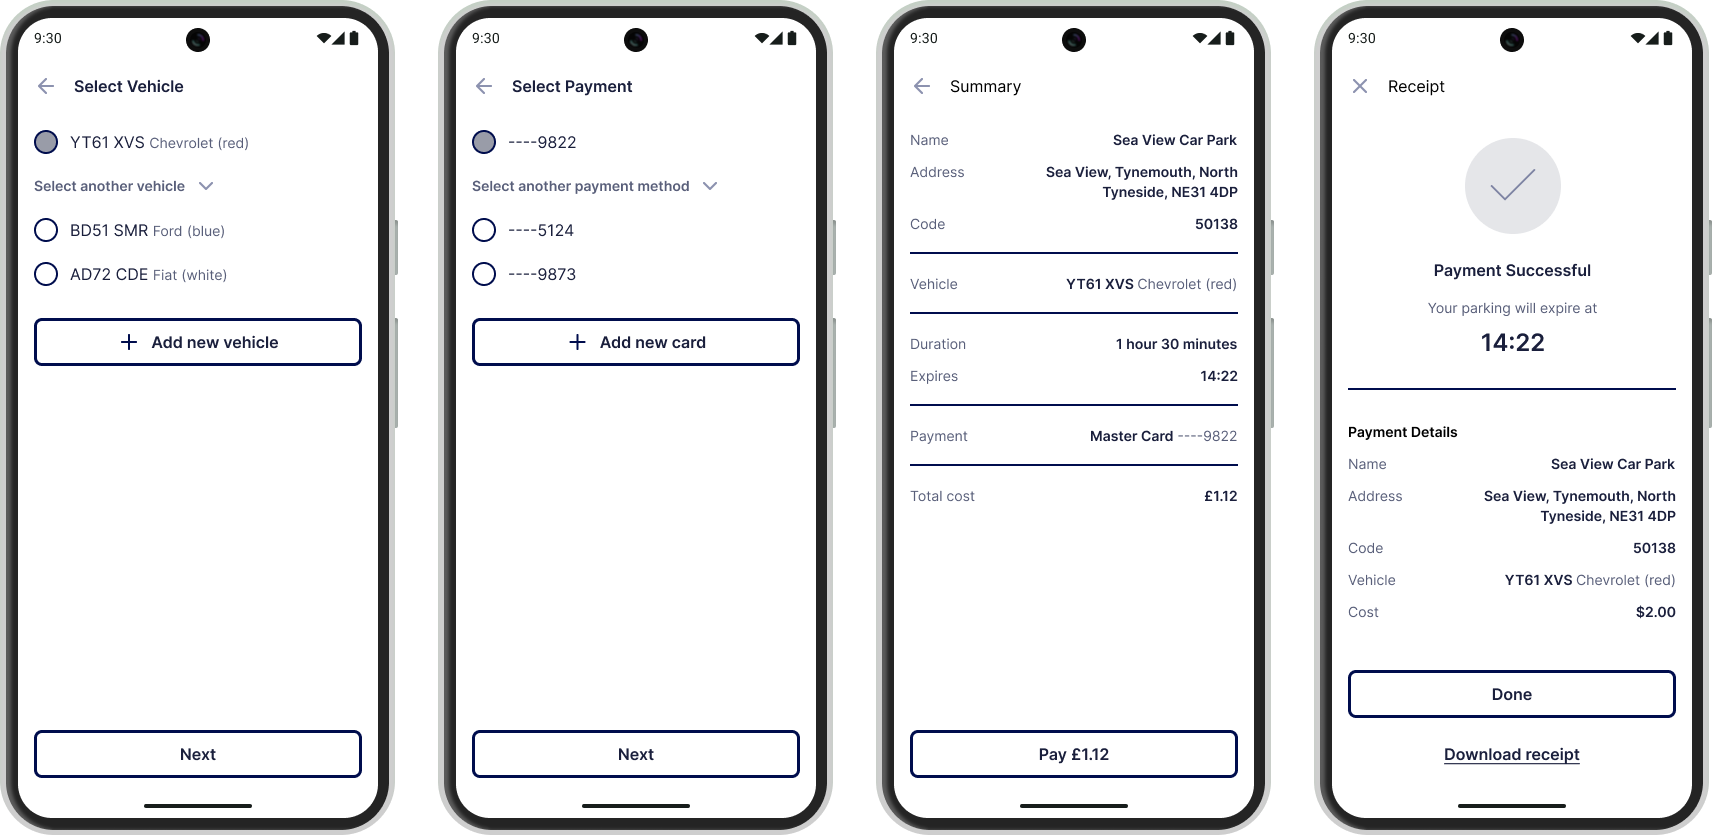 9:30
Select Vehicle
YT61 XVS Chevrolet (red)
Select another vehicle
BD51 SMR Ford (blue)
AD72 CDE Fiat (white)
Add new vehicle
Next
9:30
Select Payment
----9822
Select another payment method
----5124
----9873
Add new card
Next
9:30
Summary
Name Sea View Car Park
Address Sea View, Tynemouth, North
Tyneside, NE31 4DP
Code 50138
Vehicle YT61 XVS Chevrolet (red)
Duration 1 hour 30 minutes
Expires 14:22
Payment Master Card ----9822
Total cost £1.12
Pay £1.12
9:30
Receipt
Payment Successful
Your parking will expire at
14:22
Payment Details
Name Sea View Car Park
Address Sea View, Tynemouth, North
Tyneside, NE31 4DP
Code 50138
Vehicle YT61 XVS Chevrolet (red)
Cost $2.00
Done
Download receipt